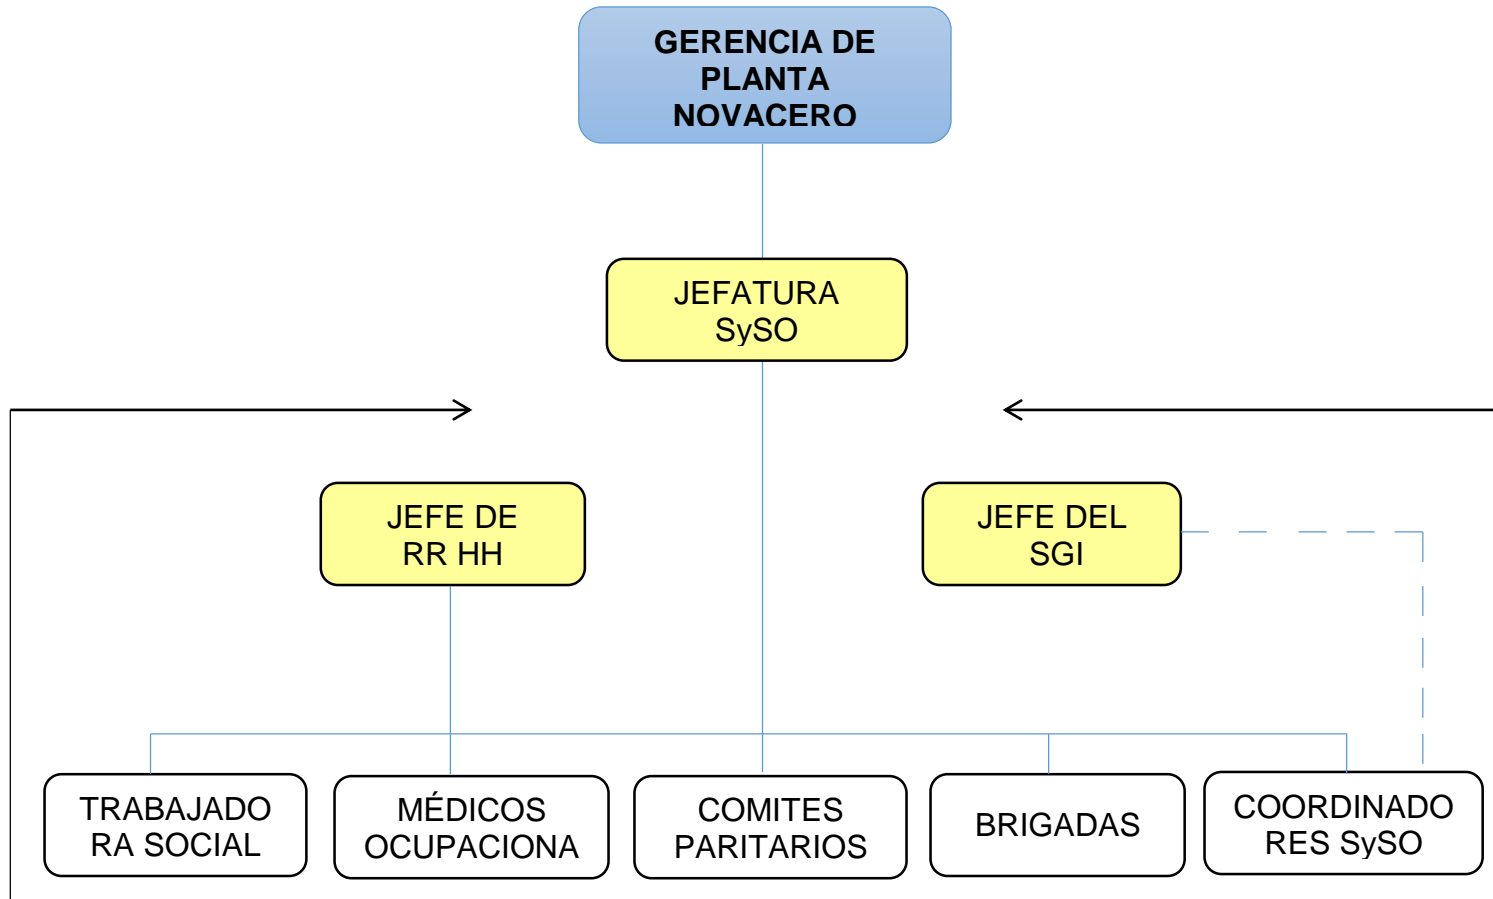 GERENCIA DE
PLANTA
NOVACERO
JEFATURA
SySO
JEFE DE
RR HH
JEFE DEL
SGI
TRABAJADO
RA SOCIAL
MÉDICOS
OCUPACIONA
COMITES
PARITARIOS
BRIGADAS
COORDINADO
RES SySO